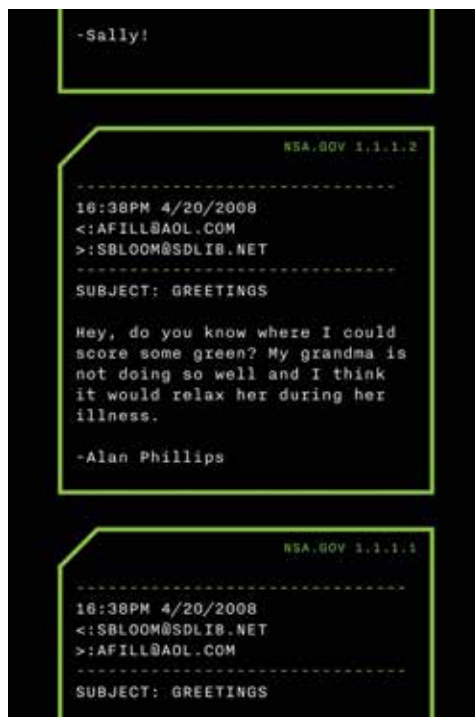 -Sally!
NSA.GOV 1.1.1.2
------------------------------
16:38PM 4/20/2008
<:AFILL@AOL.COM
>:SBLOOM@SDLIB.NET
------------------------------
SUBJECT: GREETINGS
Hey, do you know where I could
score some green? My grandma is
not doing so well and I think
it would relax her during her
illness.
-Alan Phillips
NSA.GOV 1.1.1.1
-------------------------------
16:38PM 4/20/2008
<:SBLOOM@SDLIB.NET
>:AFILL@AOL.COM
-------------------------------
SUBJECT: GREETINGS